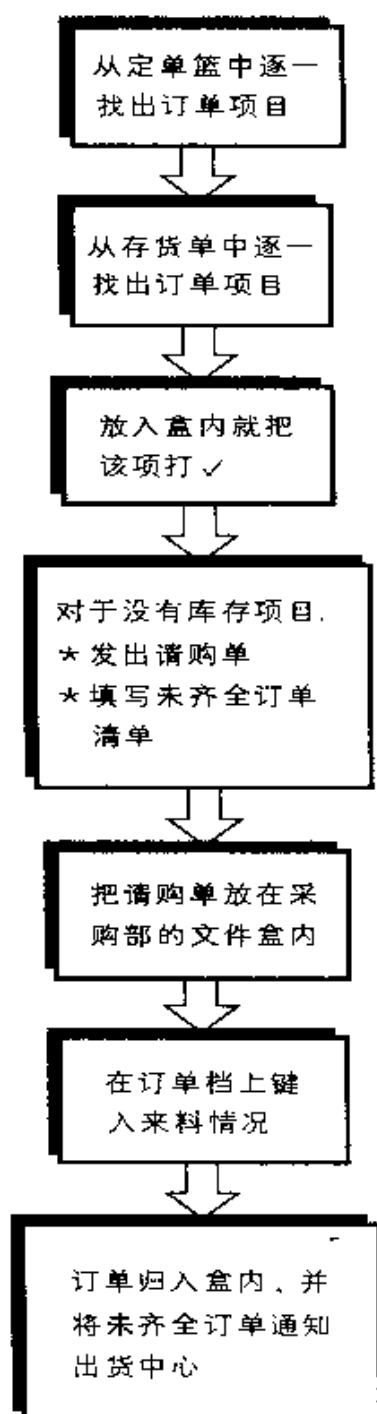 从定单篮中逐一
找出订单项目
从存货单中逐一
找出订单项目
放入盒内就把
该项打✓
对于没有库存项目.
★发出请购单
★填写未齐全订单
清单
把请购单放在采
购部的文件盒内
在订单档上键
入来料情况
订单归入盒内、并
将未齐全订单通知
出货中心